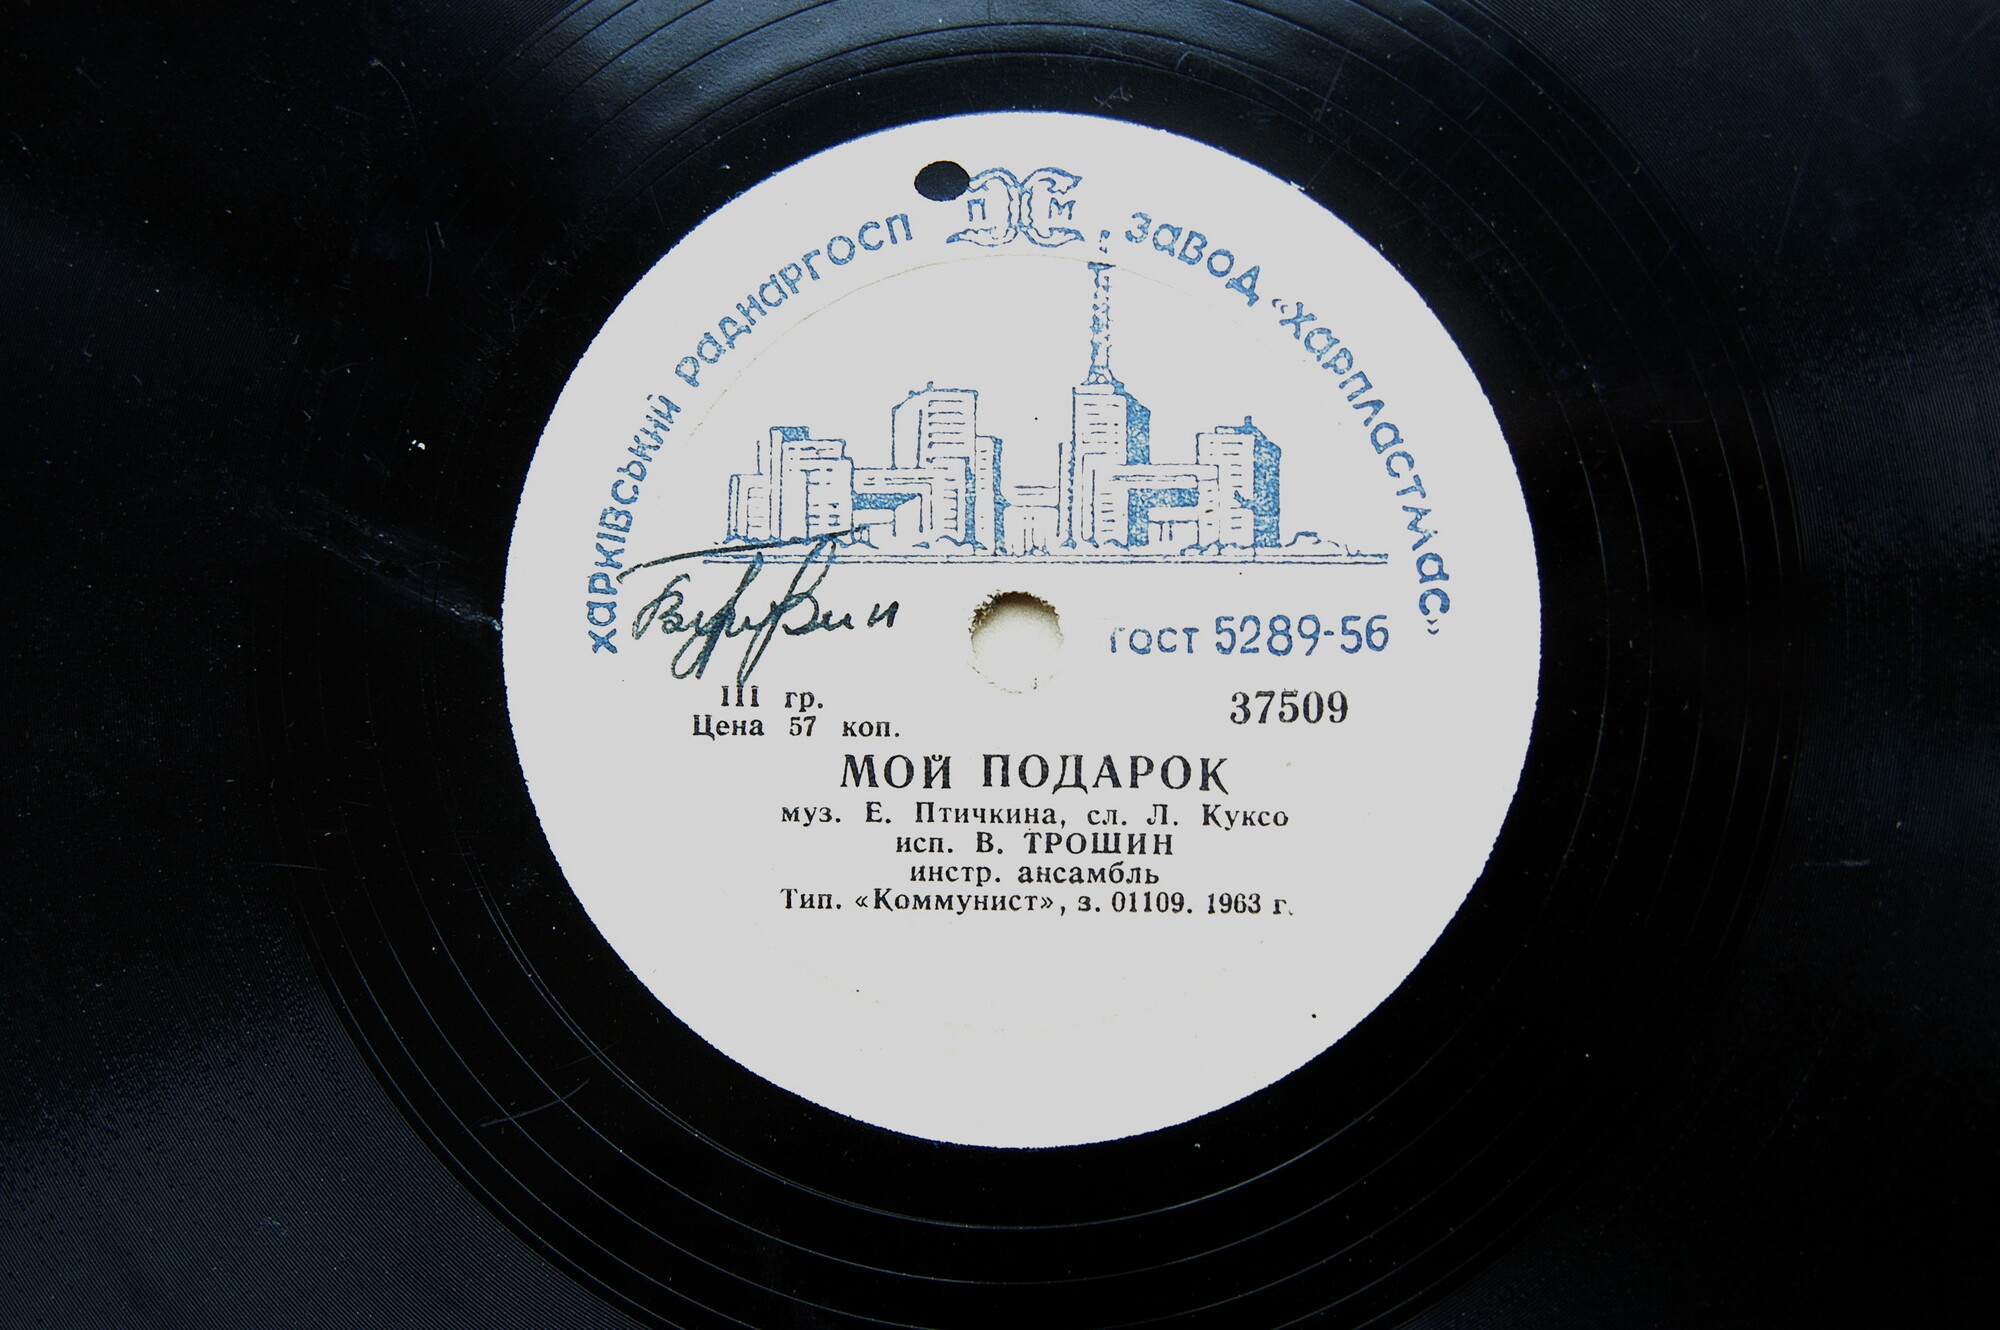 ХАРКІВСЬКИЙ РАДНАРГОСП
ПМ
ЗАВОД «ХАРПЛАСТМАС»
ГОСТ 5289-56
III гр.
Цена 57 коп.
37509
МОЙ ПОДАРОК
муз. Е. Птичкина, сл. Л. Куксо
исп. В. ТРОШИН
инстр. ансамбль
Тип. «Коммунист», з. 01109. 1963 г.